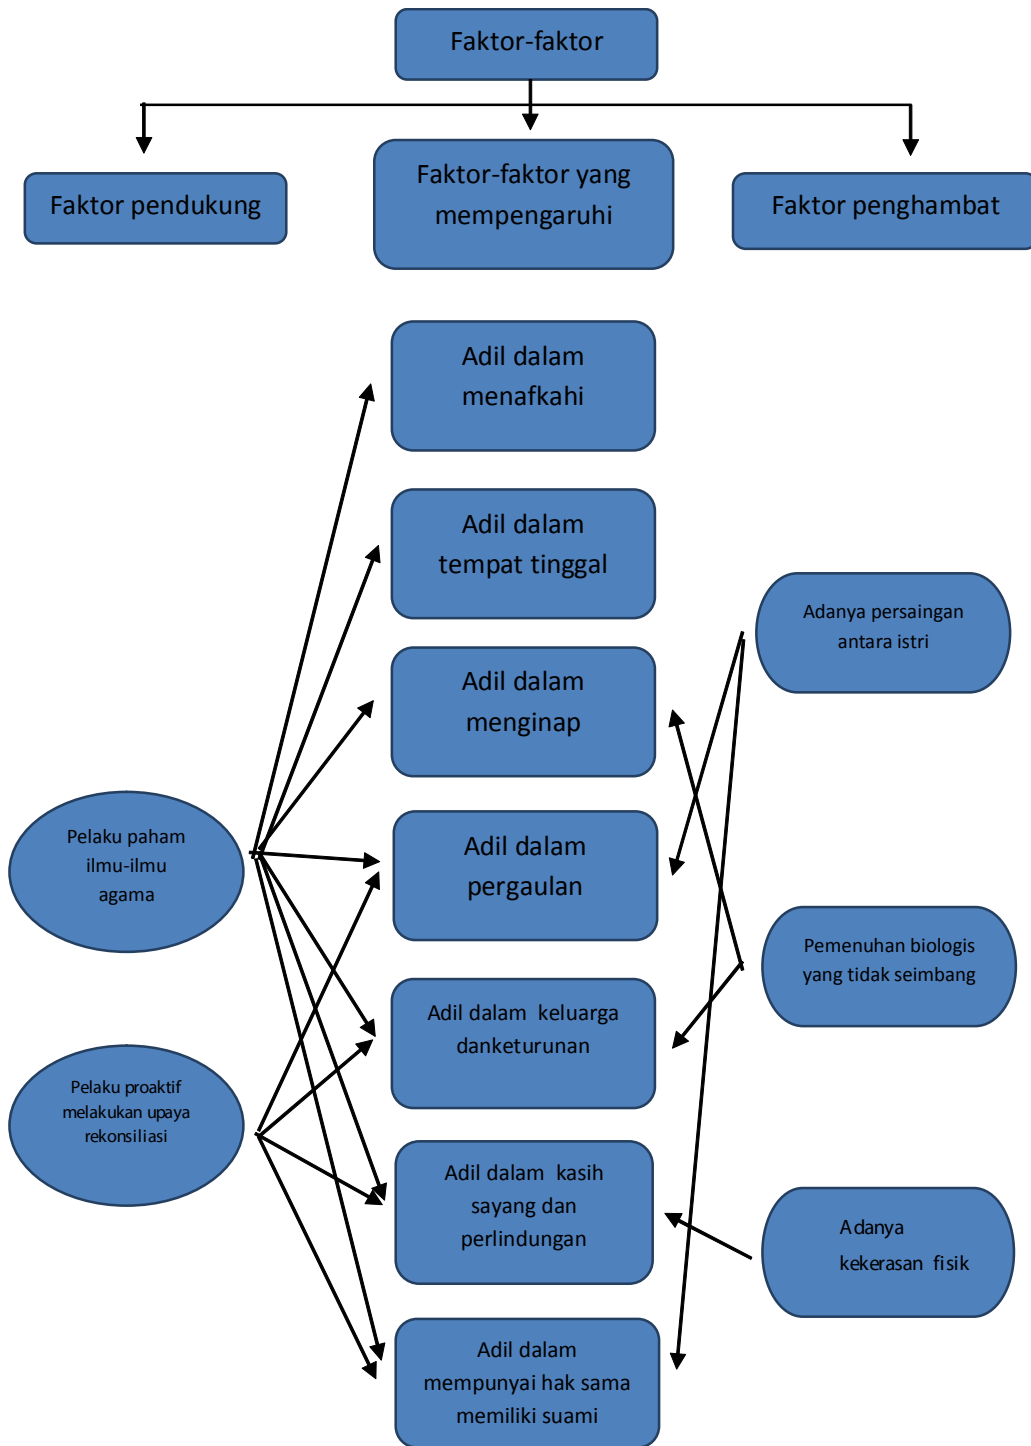 Faktor-faktor
Faktor pendukung
Faktor-faktor yang
mempengaruhi
Faktor penghambat
Adil dalam
menafkahi
Adil dalam
tempat tinggal
Adil dalam
menginap
Adil dalam
pergaulan
Adil dalam keluarga
danketurunan
Adil dalam kasih
sayang dan
perlindungan
Adil dalam
mempunyai hak sama
memiliki suami
Pelaku paham
ilmu-ilmu
agama
Pelaku proaktif
melakukan upaya
rekonsiliasi
Adanya persaingan
antara istri
Pemenuhan biologis
yang tidak seimbang
Adanya
kekerasan fisik